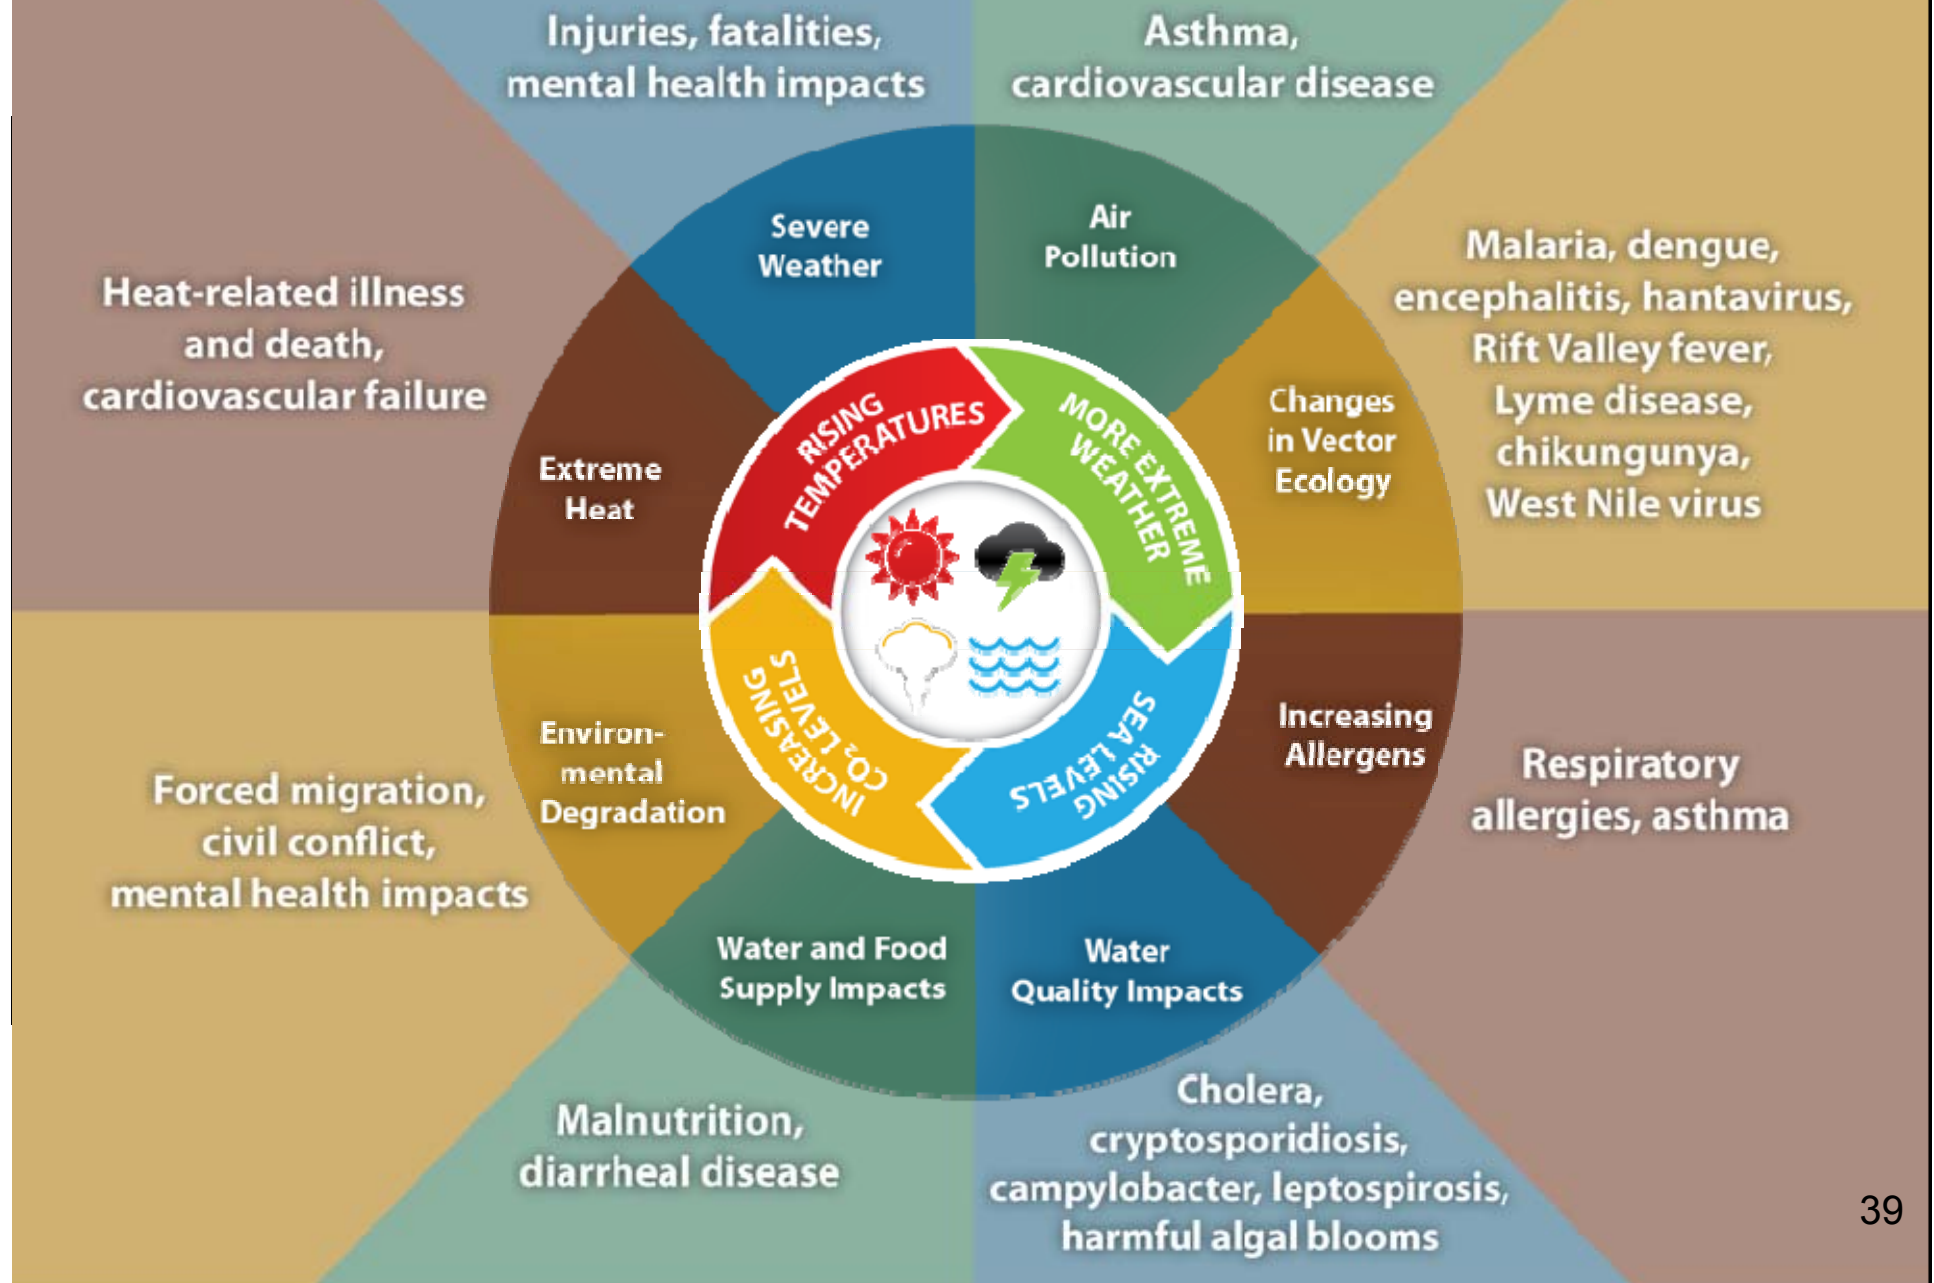 Injuries, fatalities,
mental health impacts
Asthma,
cardiovascular disease
Severe
Weather
Air
Pollution
Heat-related illness
and death,
cardiovascular failure
Malaria, dengue,
encephalitis, hantavirus,
Rift Valley fever,
Lyme disease,
chikungunya,
West Nile virus
Extreme
Heat
Changes
in Vector
Ecology
RISING
TEMPERATURES
MORE EXTREME
WEATHER
RISING
SEA LEVELS
INCREASING
CO₂ LEVELS
Environ-
mental
Degradation
Increasing
Allergens
Forced migration,
civil conflict,
mental health impacts
Respiratory
allergies, asthma
Water and Food
Supply Impacts
Water
Quality Impacts
Malnutrition,
diarrheal disease
Cholera,
cryptosporidiosis,
campylobacter, leptospirosis,
harmful algal blooms
39